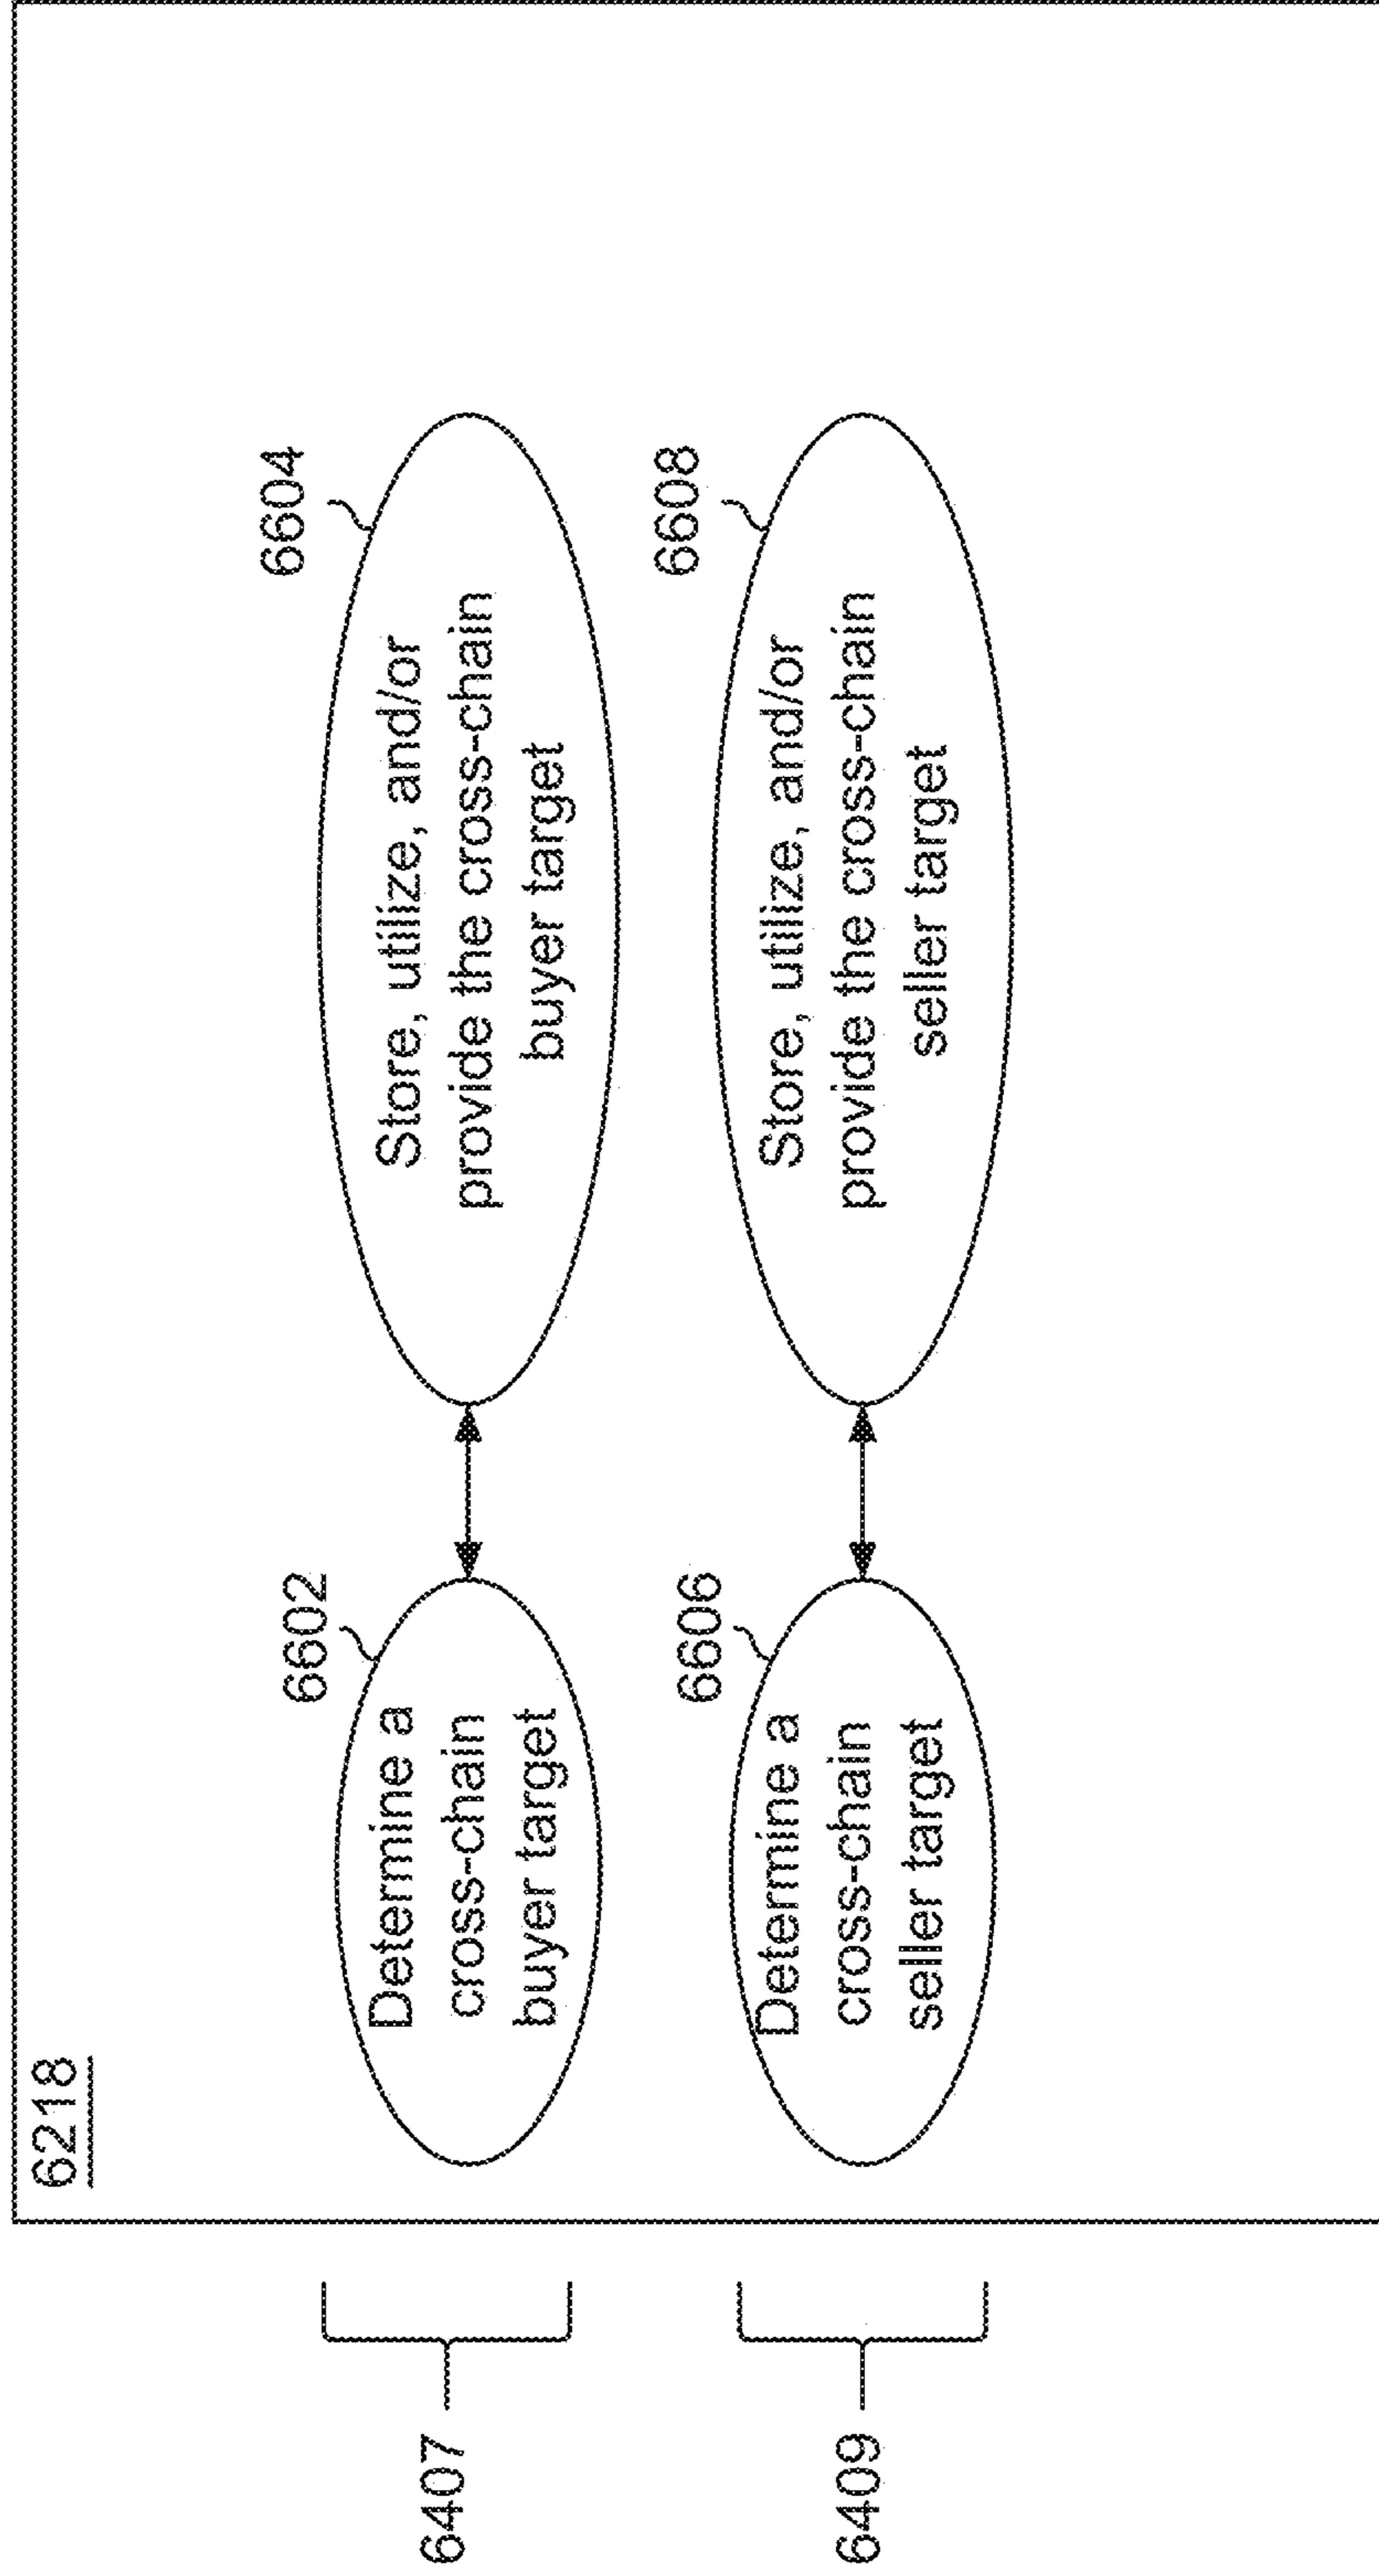 6218
6407
6602
Determine a
cross-chain
buyer target
6604
Store, utilize, and/or
provide the cross-chain
buyer target
6409
6606
Determine a
cross-chain
seller target
6608
Store, utilize, and/or
provide the cross-chain
seller target